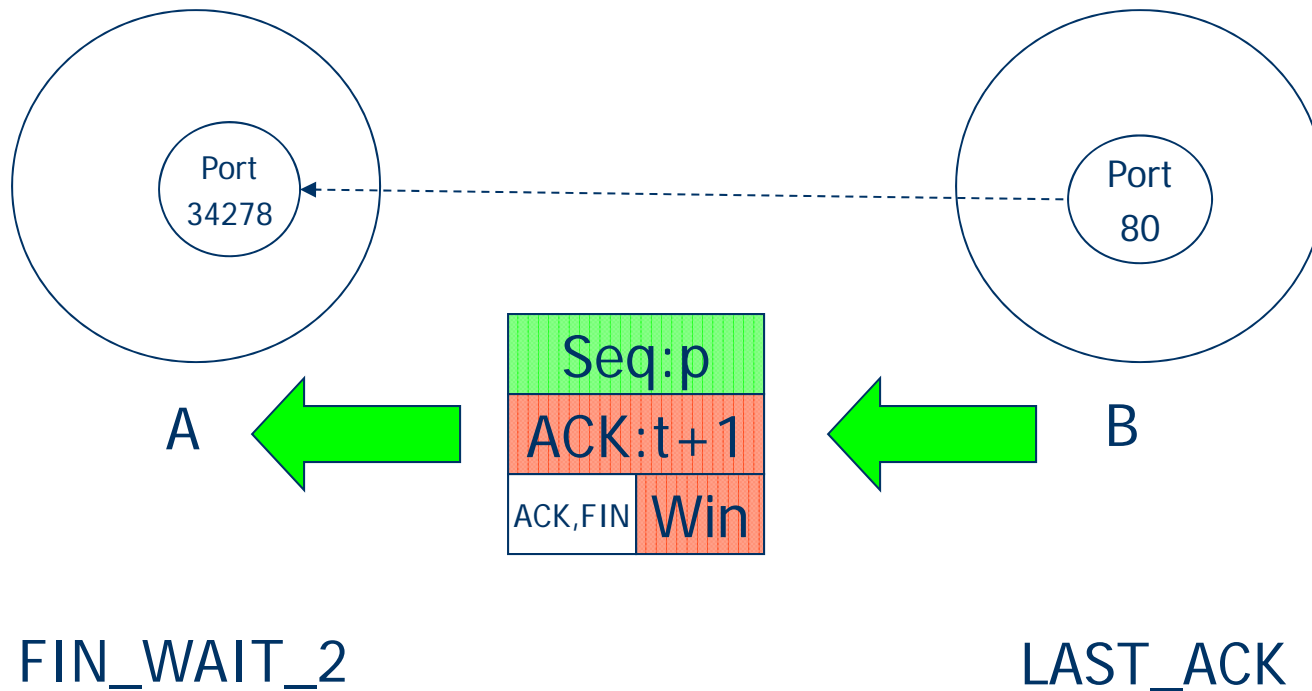 Port
34278
Port
80
Seq:p
A
ACK:t+1
B
ACK,FIN Win
FIN_WAIT_2
LAST_ACK